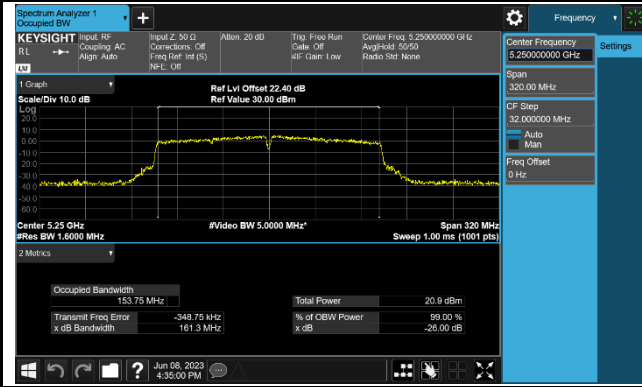 Spectrum Analyzer 1
Occupied BW
Frequency
KEYSIGHT
RL
LXI
Input: RF
Coupling: AC
Align: Auto
Input Z: 50 Ω
Corrections: Off
Freq Ref: Int (S)
NFE: Off
Atten: 20 dB
Trig: Free Run
Gate: Off
#IF Gain: Low
Center Freq: 5.250000000 GHz
Avg|Hold: 50/50
Radio Std: None
Center Frequency
5.250000000 GHz
Settings
Span
320.00 MHz
CF Step
32.000000 MHz
Auto
Man
Freq Offset
0 Hz
1 Graph
Scale/Div 10.0 dB
Ref Lvl Offset 22.40 dB
Ref Value 30.00 dBm
Log
20.0
10.0
0.00
-10.0
-20.0
-30.0
-40.0
-50.0
-60.0
Center 5.25 GHz
#Res BW 1.6000 MHz
#Video BW 5.0000 MHz*
Span 320 MHz
Sweep 1.00 ms (1001 pts)
2 Metrics
Occupied Bandwidth
153.75 MHz
Total Power
20.9 dBm
Transmit Freq Error
-348.75 kHz
% of OBW Power
99.00 %
x dB Bandwidth
161.3 MHz
x dB
-26.00 dB
Jun 08, 2023
4:35:00 PM